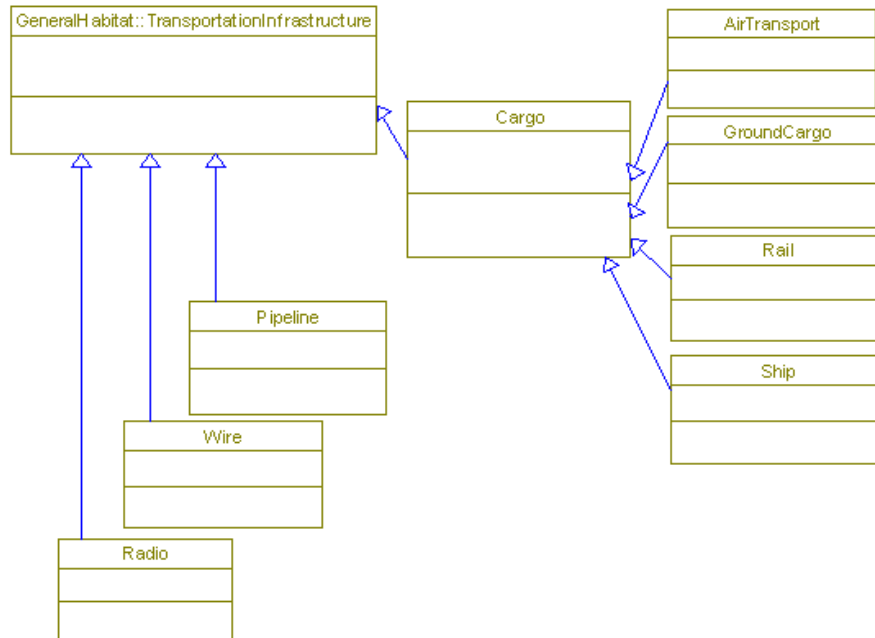 GeneralHabitat::TransportationInfrastructure
AirTransport
Cargo
GroundCargo
Rail
Pipeline
Ship
Wire
Radio